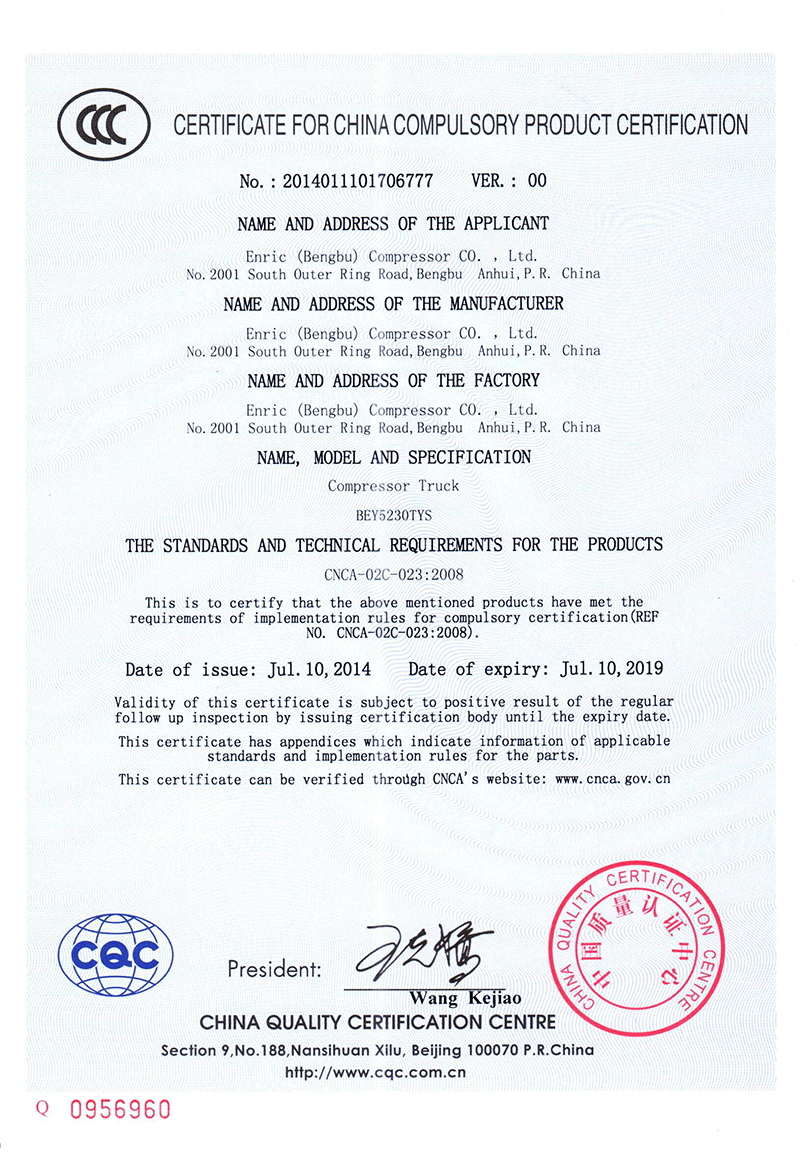 CCC
CERTIFICATE FOR CHINA COMPULSORY PRODUCT CERTIFICATION
No. : 2014011101706777 VER. : 00
NAME AND ADDRESS OF THE APPLICANT
Enric (Bengbu) Compressor CO. , Ltd.
No. 2001 South Outer Ring Road, Bengbu Anhui, P. R. China
NAME AND ADDRESS OF THE MANUFACTURER
Enric (Bengbu) Compressor CO. , Ltd.
No. 2001 South Outer Ring Road, Bengbu Anhui, P. R. China
NAME AND ADDRESS OF THE FACTORY
Enric (Bengbu) Compressor CO. , Ltd.
No. 2001 South Outer Ring Road, Bengbu Anhui, P. R. China
NAME, MODEL AND SPECIFICATION
Compressor Truck
BEY5230TYS
THE STANDARDS AND TECHNICAL REQUIREMENTS FOR THE PRODUCTS
CNCA-02C-023:2008
This is to certify that the above mentioned products have met the
requirements of implementation rules for compulsory certification(REF
NO. CNCA-02C-023:2008).
Date of issue: Jul. 10, 2014 Date of expiry: Jul. 10, 2019
Validity of this certificate is subject to positive result of the regular
follow up inspection by issuing certification body until the expiry date.
This certificate has appendices which indicate information of applicable
standards and implementation rules for the parts.
This certificate can be verified through CNCA's website: www.cnca.gov.cn
CHINA QUALITY CERTIFICATION CENTRE
中国质量认证中心
CQC
President:
Wang Kejiao
CHINA QUALITY CERTIFICATION CENTRE
Section 9,No.188,Nansihuan Xilu, Beijing 100070 P.R.China
http://www.cqc.com.cn
Q 0956960